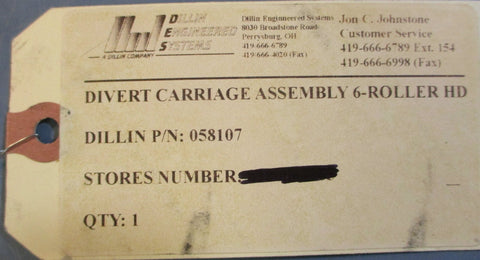 DILLIN
ENGINEERED
SYSTEMS
A DILLIN COMPANY
Dillin Engineered Systems
8030 Broadstone Road
Perrysburg, OH
419-666-6789
419-666-4020 (Fax)
Jon C. Johnstone
Customer Service
419-666-6789 Ext. 154
419-666-6998 (Fax)
DIVERT CARRIAGE ASSEMBLY 6-ROLLER HD
DILLIN P/N: 058107
STORES NUMBER:
QTY: 1